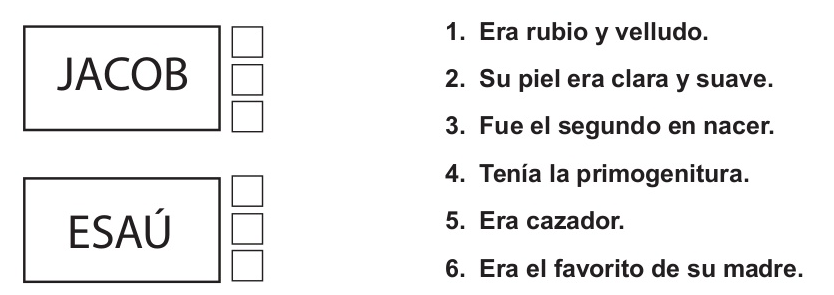 JACOB
ESAÚ
1. Era rubio y velludo.
2. Su piel era clara y suave.
3. Fue el segundo en nacer.
4. Tenía la primogenitura.
5. Era cazador.
6. Era el favorito de su madre.